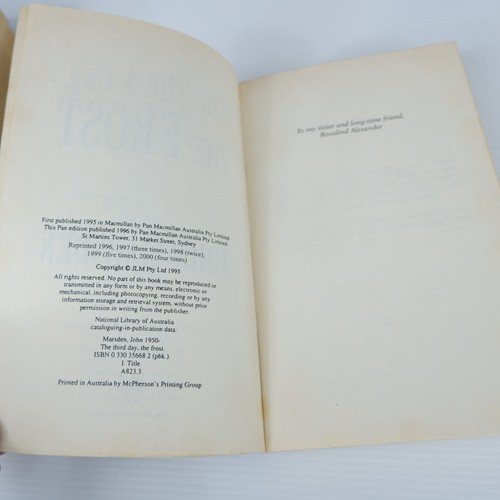 First published 1995 in Macmillan by Pan Macmillan Australia Pty Limited
This Pan edition published 1996 by Pan Macmillan Australia Pty Limited
St Martins Tower, 31 Market Street, Sydney
Reprinted 1996, 1997 (three times), 1998 (twice),
1999 (five times), 2000 (four times)
Copyright © JLM Pty Ltd 1995
All rights reserved. No part of this book may be reproduced or
transmitted in any form or by any means, electronic or
mechanical, including photocopying, recording or by any
information storage and retrieval system, without prior
permission in writing from the publisher.
National Library of Australia
cataloguing-in-publication data:
Marsden, John 1950-
The third day, the frost.
ISBN 0 330 35668 2 (pbk.)
I. Title.
A823.3
Printed in Australia by McPherson's Printing Group
To my sister and long-time friend,
Rosalind Alexander